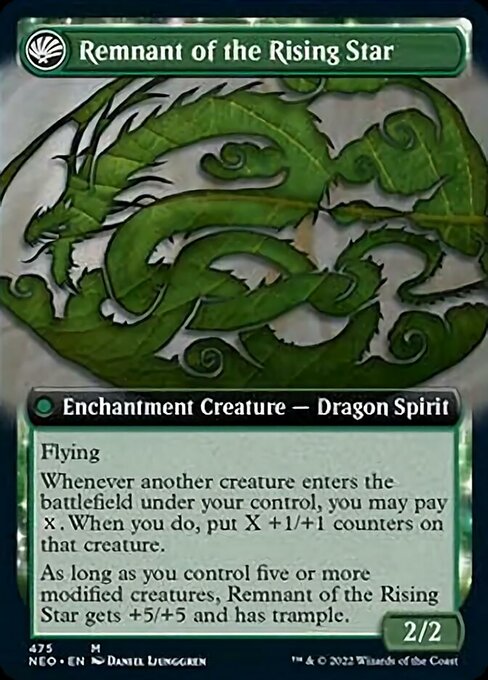 Remnant of the Rising Star
Enchantment Creature — Dragon Spirit
Flying
Whenever another creature enters the
battlefield under your control, you may pay
X. When you do, put X +1/+1 counters on
that creature.
As long as you control five or more
modified creatures, Remnant of the Rising
Star gets +5/+5 and has trample.
2/2
475 M
NEO • EN Daniel Ljunggren
™ & © 2022 Wizards of the Coast